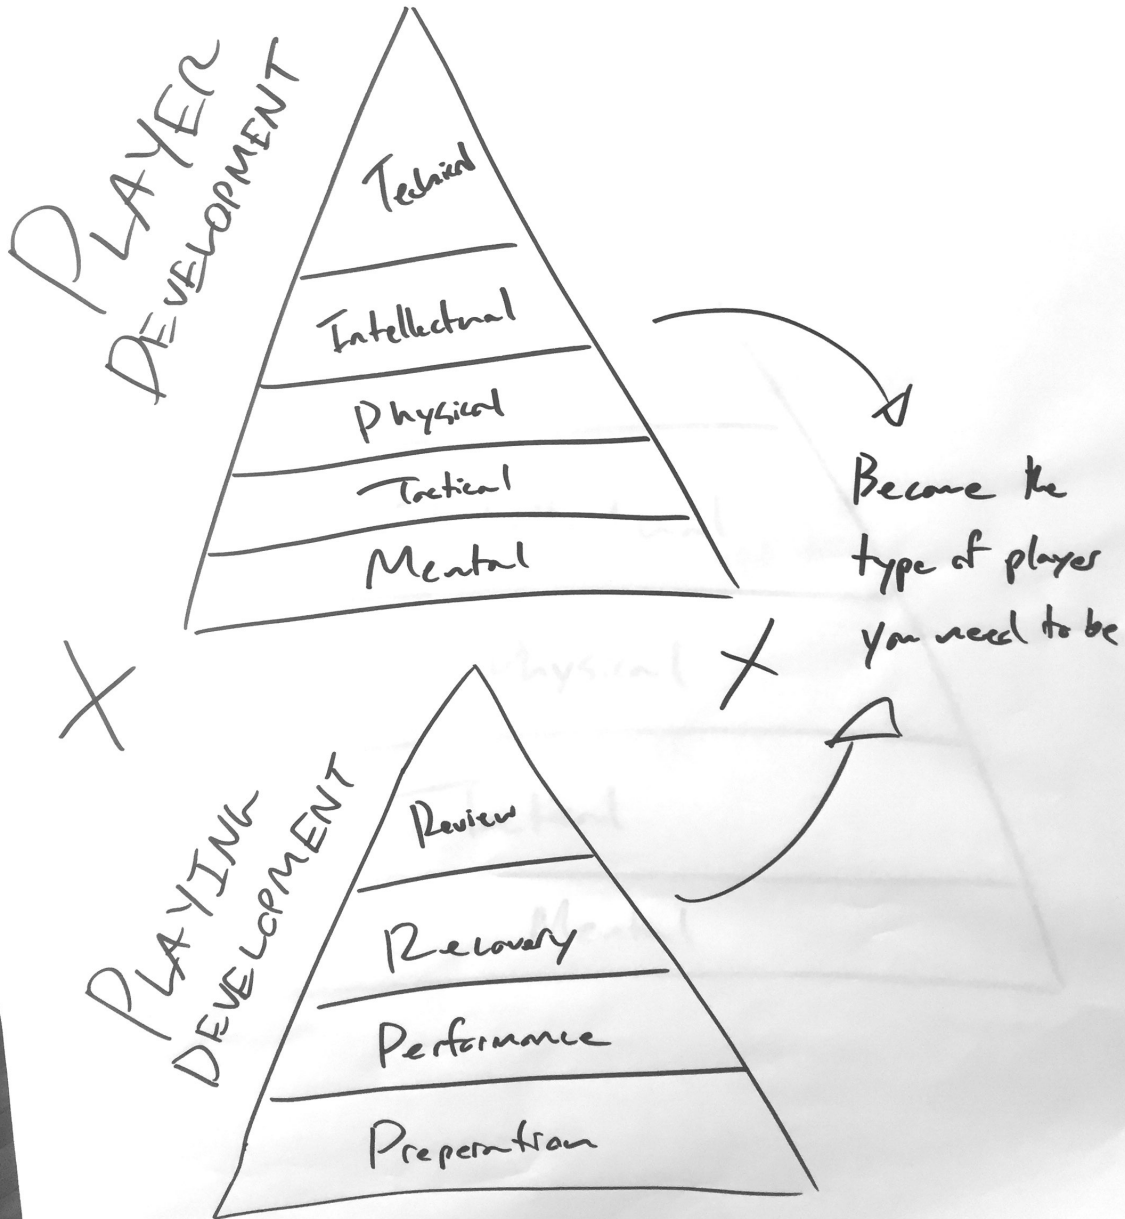 PLAYER
DEVELOPMENT
Technical
Intellectual
Physical
Tactical
Mental
Become the
type of player
you need to be
X
X
PLAYING
DEVELOPMENT
Review
Recovery
Performance
Preperation